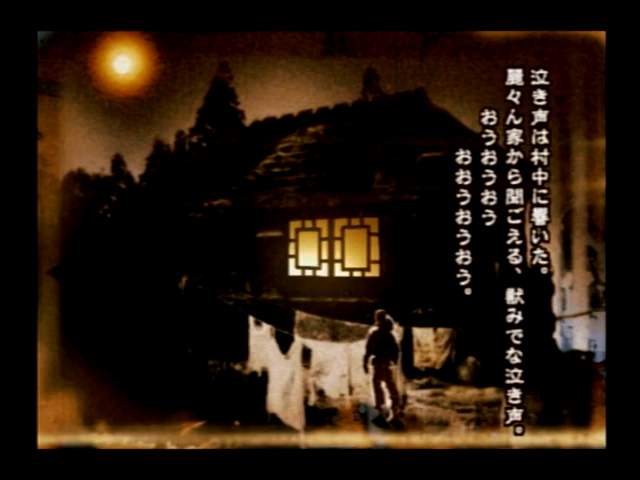 泣き声は村中に響いた。
麗々ん家から聞ごえる、獣みでな泣き声。
おうおうおう
おおうおうおう。